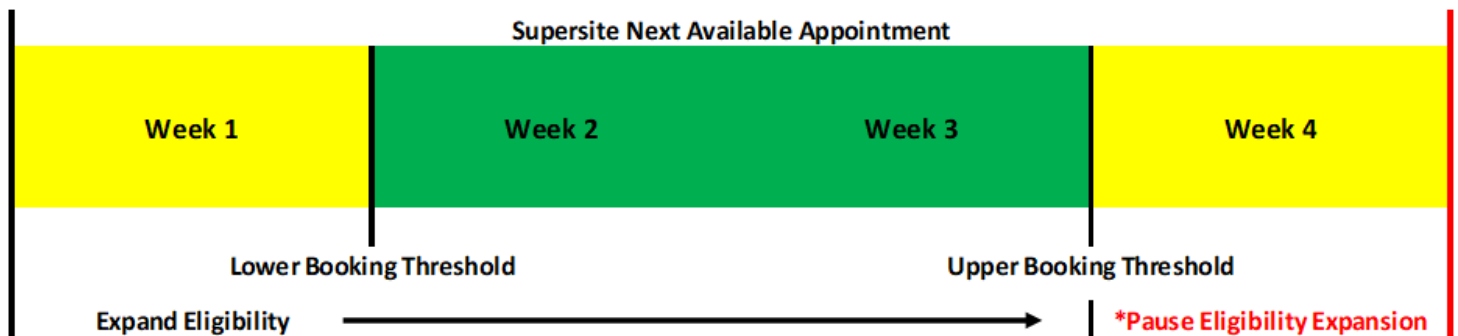 Supersite Next Available Appointment
Week 1 Week 2 Week 3 Week 4
Lower Booking Threshold Upper Booking Threshold
Expand Eligibility *Pause Eligibility Expansion